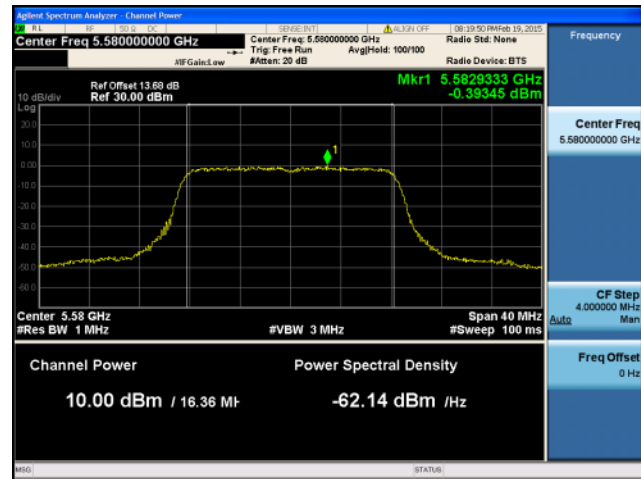 Agilent Spectrum Analyzer - Channel Power
RL RF 50 Ω DC SENSE:INT ALIGN OFF 08:19:50 PM Feb 19, 2015
Center Freq 5.580000000 GHz
Center Freq: 5.580000000 GHz
Radio Std: None
Trig: Free Run Avg|Hold: 100/100
#IFGain:Low #Atten: 20 dB Radio Device: BTS
Frequency
Mkr1 5.5829333 GHz
-0.39345 dBm
Ref Offset 13.68 dB
10 dB/div Ref 30.00 dBm
Log
20.0
10.0
0.00
-10.0
-20.0
-30.0
-40.0
-50.0
-60.0
1
Center 5.58 GHz Span 40 MHz
#Res BW 1 MHz #VBW 3 MHz #Sweep 100 ms
Channel Power Power Spectral Density
10.00 dBm / 16.36 MH -62.14 dBm /Hz
Center Freq
5.580000000 GHz
CF Step
4.000000 MHz
Auto Man
Freq Offset
0 Hz
MSG STATUS